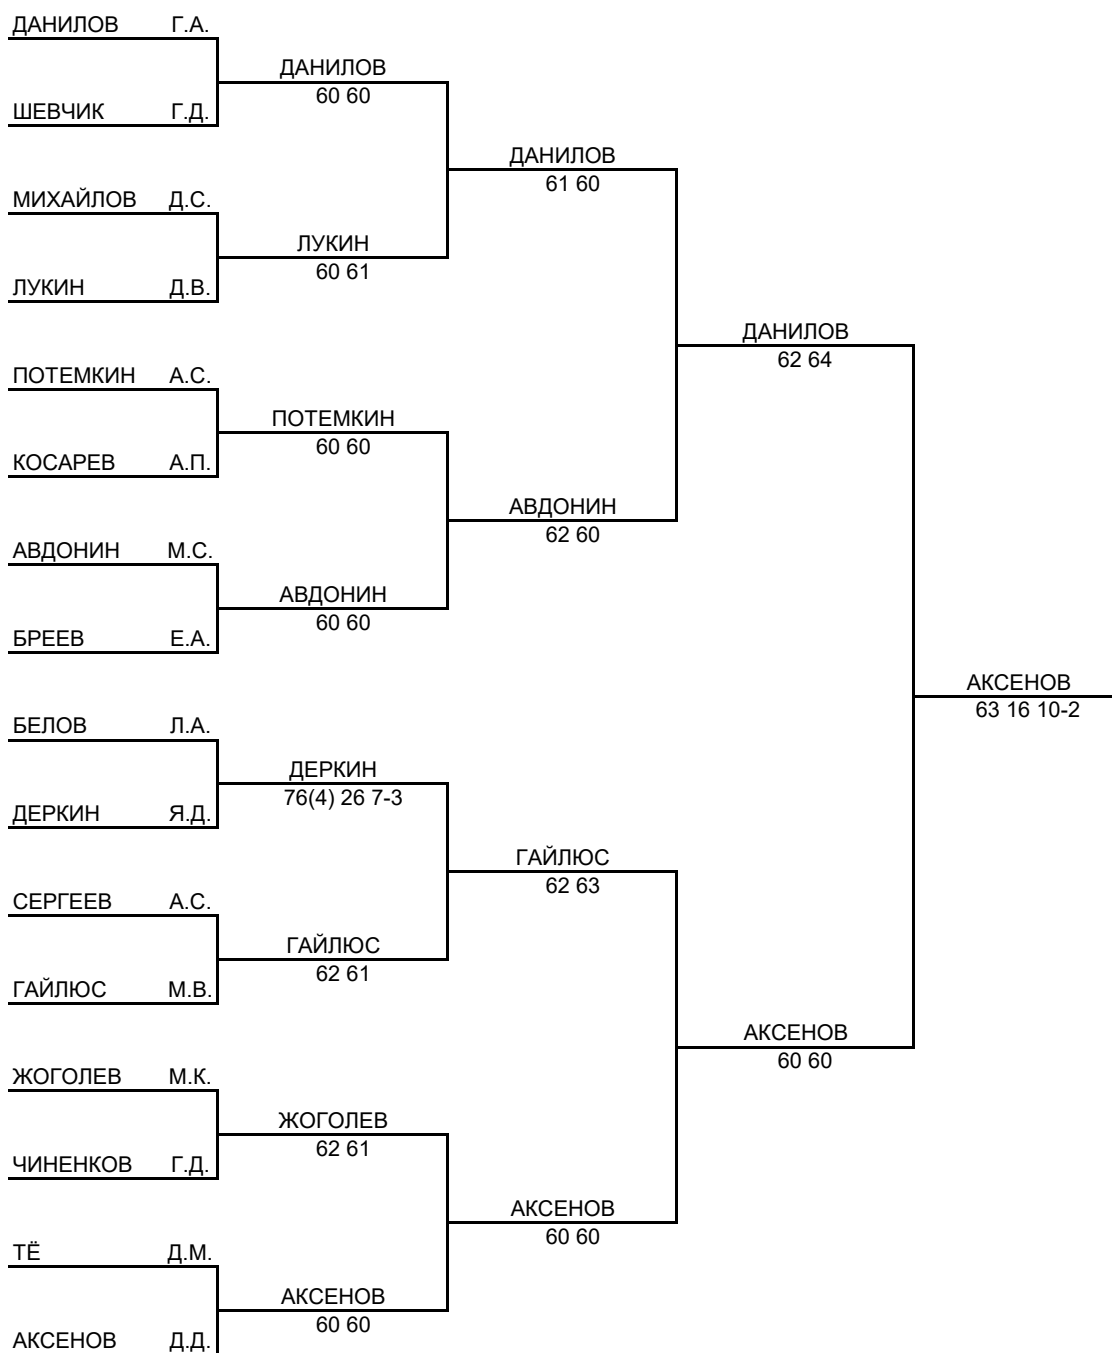 ДАНИЛОВ Г.А.
ДАНИЛОВ
60 60
ШЕВЧИК Г.Д.
ДАНИЛОВ
61 60
МИХАЙЛОВ Д.С.
ЛУКИН
60 61
ЛУКИН Д.В.
ДАНИЛОВ
62 64
ПОТЕМКИН А.С.
ПОТЕМКИН
60 60
КОСАРЕВ А.П.
АВДОНИН
62 60
АВДОНИН М.С.
АВДОНИН
60 60
БРЕЕВ Е.А.
АКСЕНОВ
63 16 10-2
БЕЛОВ Л.А.
ДЕРКИН
76(4) 26 7-3
ДЕРКИН Я.Д.
ГАЙЛЮС
62 63
СЕРГЕЕВ А.С.
ГАЙЛЮС
62 61
ГАЙЛЮС М.В.
АКСЕНОВ
60 60
ЖОГОЛЕВ М.К.
ЖОГОЛЕВ
62 61
ЧИНЕНКОВ Г.Д.
АКСЕНОВ
60 60
ТЁ Д.М.
АКСЕНОВ
60 60
АКСЕНОВ Д.Д.